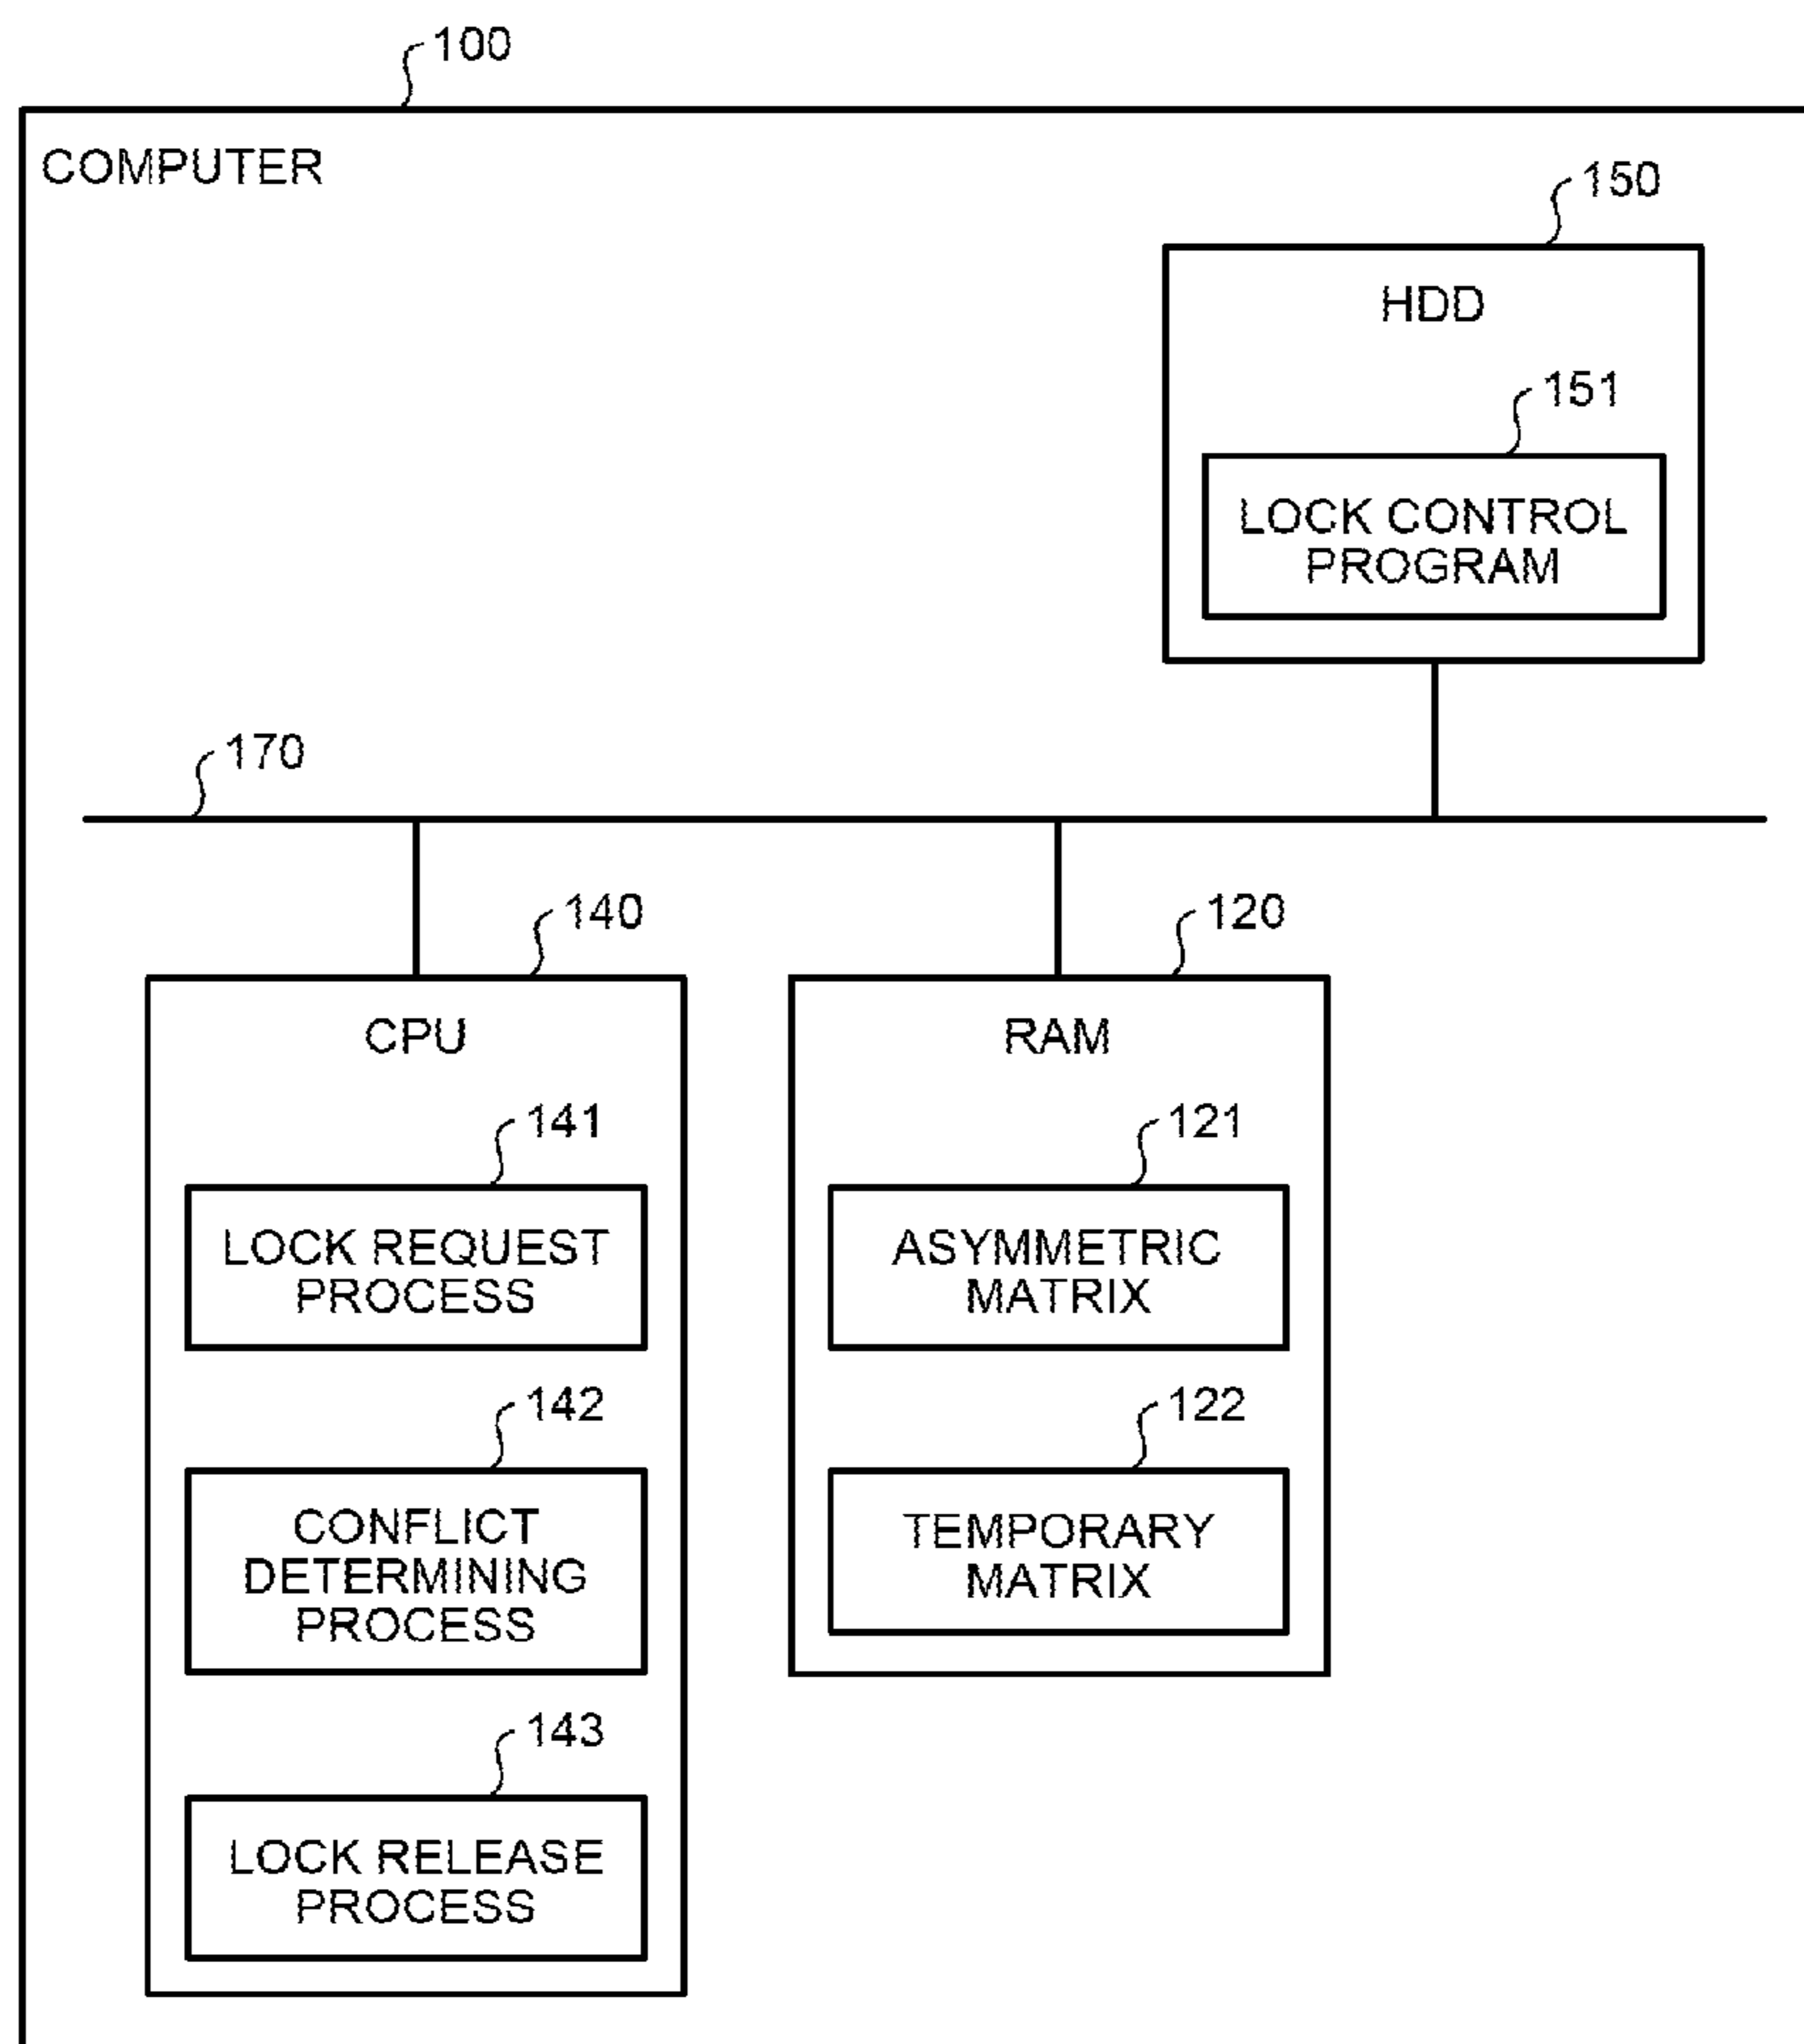 100
COMPUTER
150
HDD
151
LOCK CONTROL
PROGRAM
170
140
CPU
141
LOCK REQUEST
PROCESS
142
CONFLICT
DETERMINING
PROCESS
143
LOCK RELEASE
PROCESS
120
RAM
121
ASYMMETRIC
MATRIX
122
TEMPORARY
MATRIX